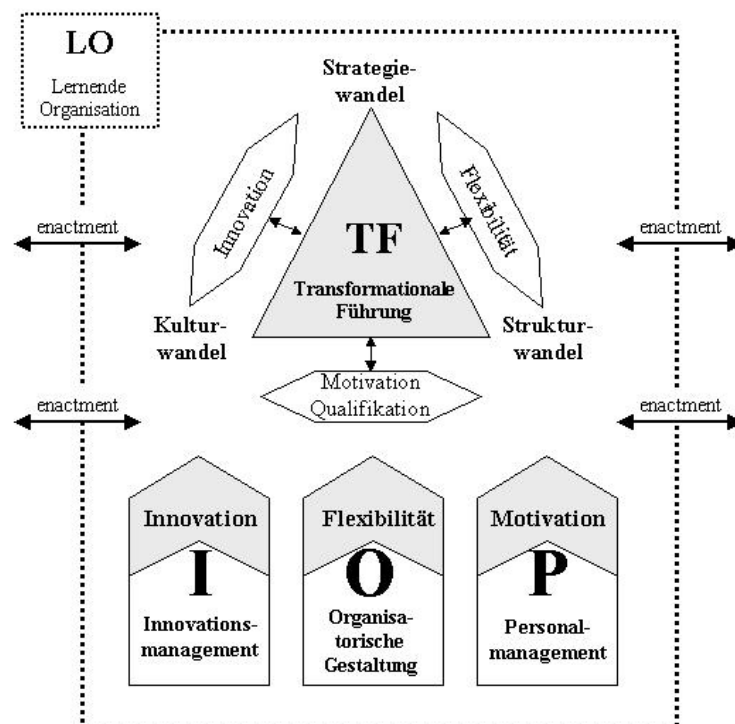 LO
Lernende
Organisation
Strategie-
wandel
Innovation
Flexibilität
enactment
enactment
TF
Transformationale
Führung
Kultur-
wandel
Struktur-
wandel
Motivation
Qualifikation
enactment
enactment
Innovation
Flexibilität
Motivation
I
O
P
Innovations-
management
Organisa-
torische
Gestaltung
Personal-
management